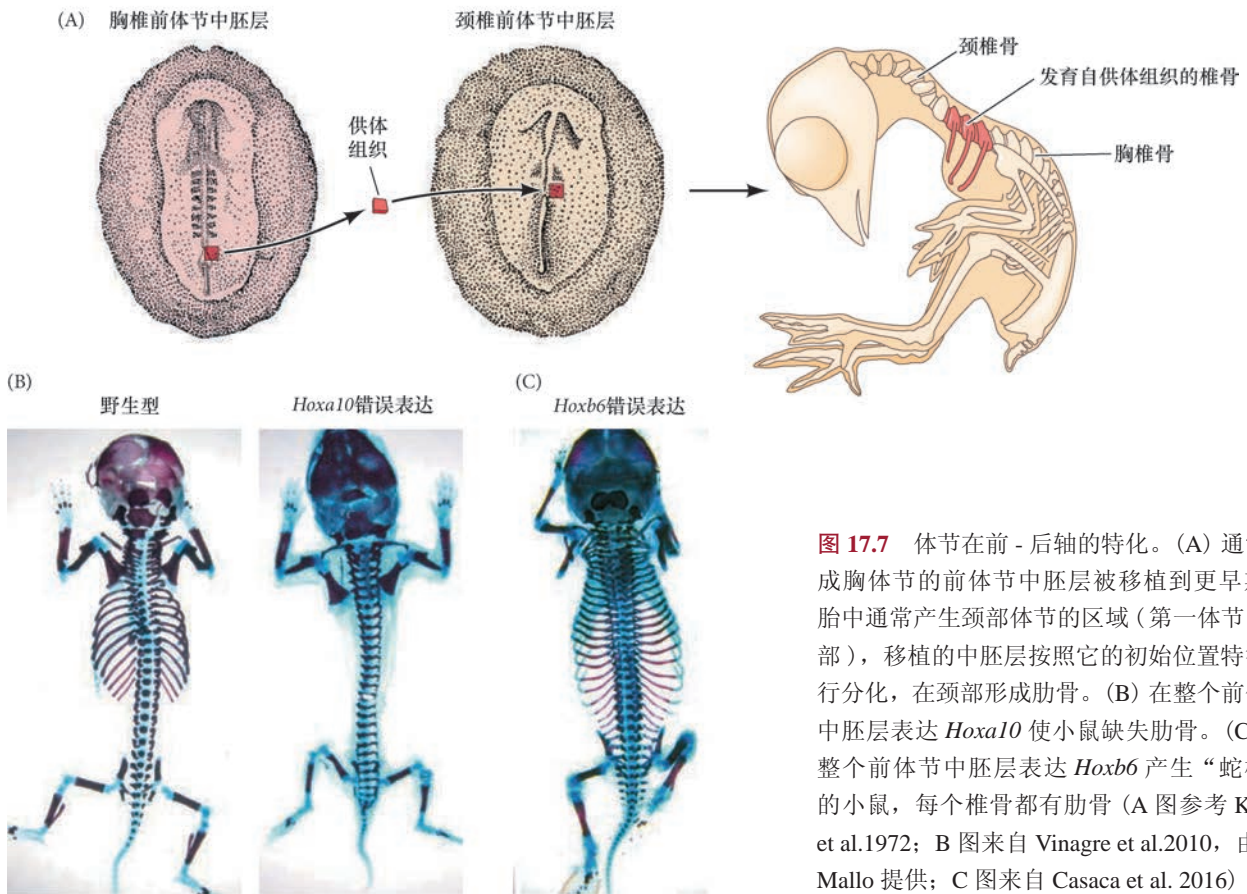 (A) 胸椎前体节中胚层 颈椎前体节中胚层
供体
组织
颈椎骨
发育自供体组织的椎骨
胸椎骨
(B)
野生型
Hoxa10错误表达
(C)
Hoxb6错误表达
图 17.7 体节在前 - 后轴的特化。(A) 通
成胸体节的前体节中胚层被移植到更早
胎中通常产生颈部体节的区域 ( 第一体节
部 )，移植的中胚层按照它的初始位置特
行分化，在颈部形成肋骨。(B) 在整个前
中胚层表达 Hoxa10 使小鼠缺失肋骨。(C
整个前体节中胚层表达 Hoxb6 产生“蛇
的小鼠，每个椎骨都有肋骨 (A 图参考 K
et al.1972；B 图来自 Vinagre et al.2010，由
Mallo 提供；C 图来自 Casaca et al. 2016)